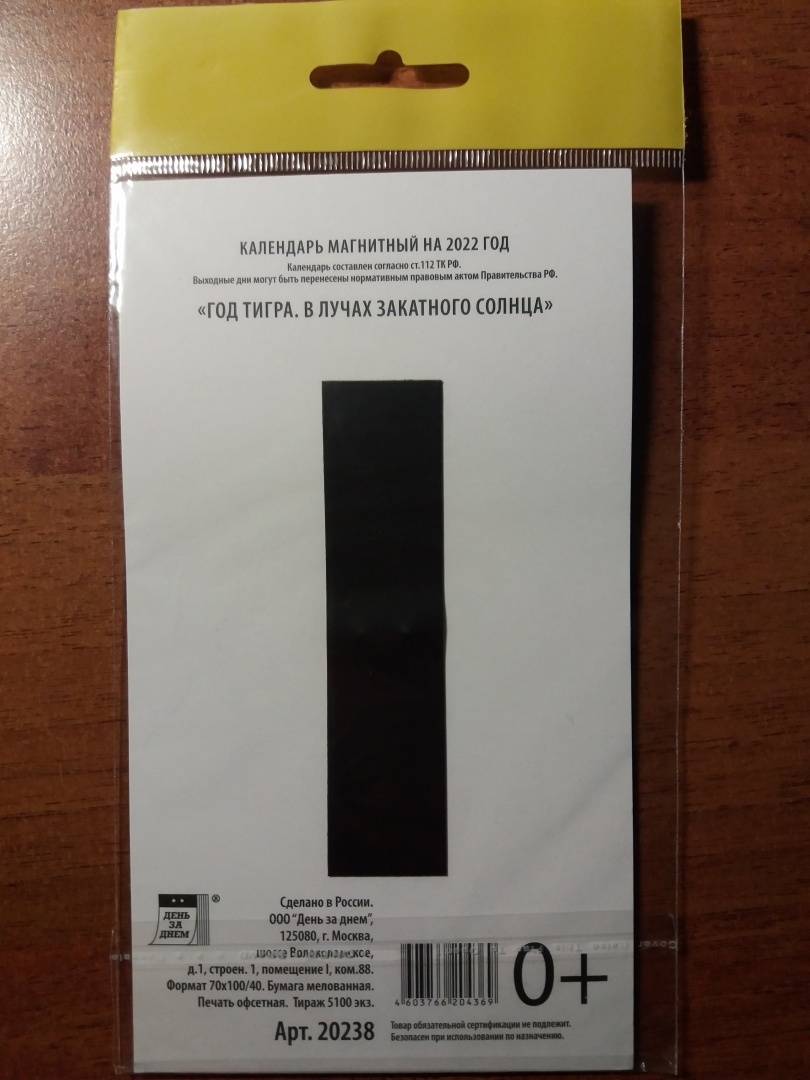 КАЛЕНДАРЬ МАГНИТНЫЙ НА 2022 ГОД
Календарь составлен согласно ст.112 ТК РФ.
Выходные дни могут быть перенесены нормативным правовым актом Правительства РФ.
«ГОД ТИГРА. В ЛУЧАХ ЗАКАТНОГО СОЛНЦА»
ДЕНЬ
ЗА
ДНЕМ
®
Сделано в России.
ООО "День за днем",
125080, г. Москва,
шоссе Волоколамское,
д.1, строен. 1, помещение I, ком.88.
Формат 70х100/40. Бумага мелованная.
Печать офсетная. Тираж 5100 экз.
Арт. 20238
4603766204369
0+
Товар обязательной сертификации не подлежит.
Безопасен при использовании по назначению.